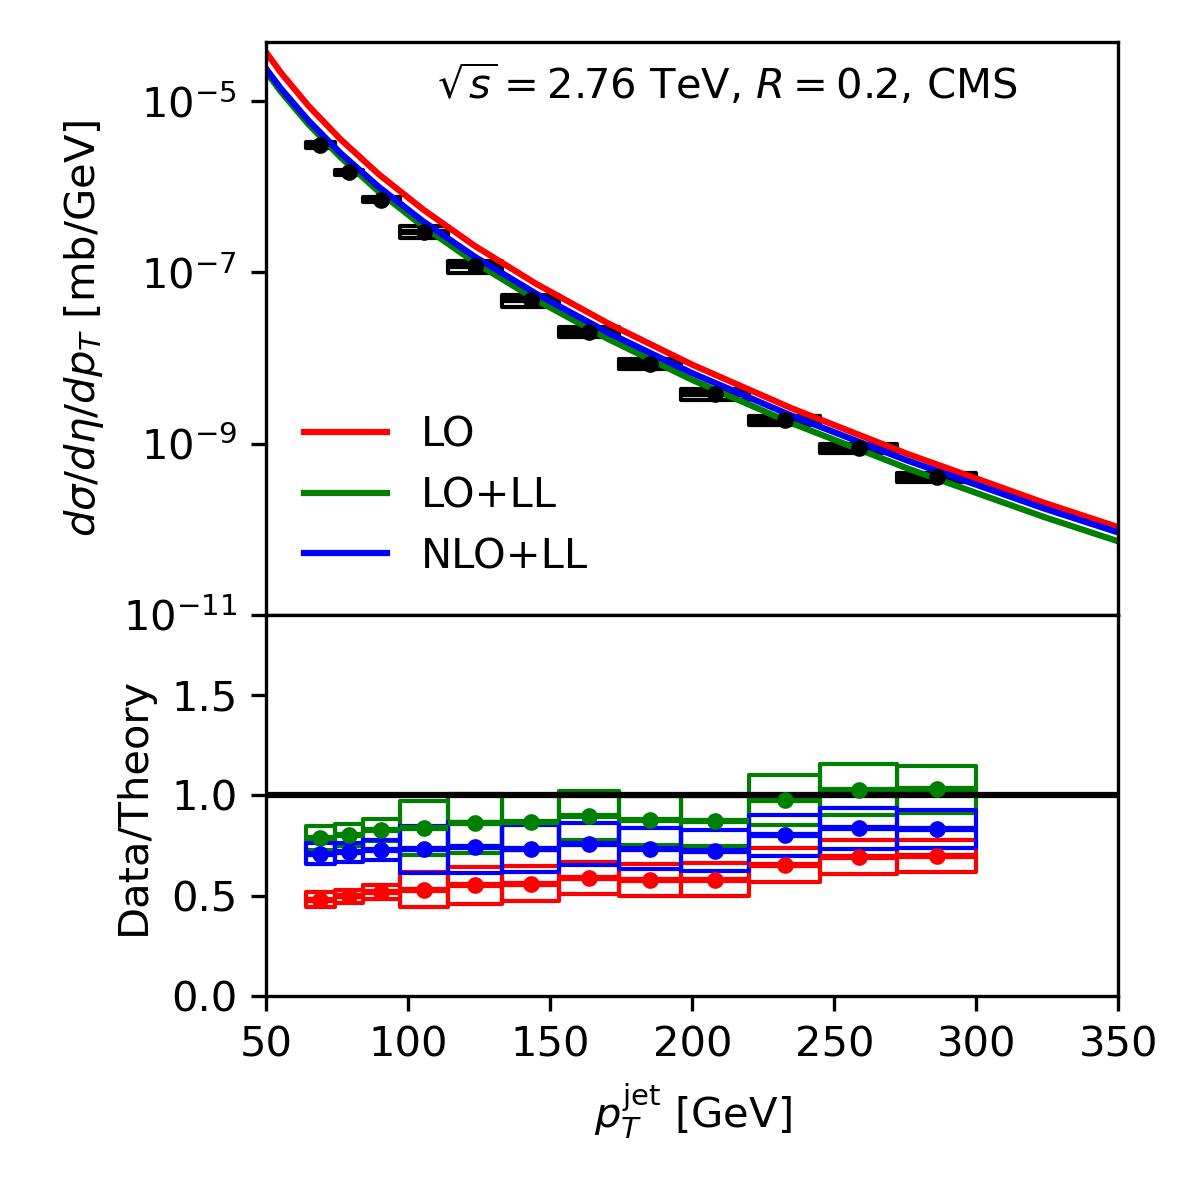 √s = 2.76 TeV, R = 0.2, CMS
10⁻⁵
10⁻⁷
10⁻⁹
10⁻¹¹
dσ/dη/dp_T [mb/GeV]
LO
LO+LL
NLO+LL
1.5
1.0
0.5
0.0
Data/Theory
50 100 150 200 250 300 350
p_T^jet [GeV]